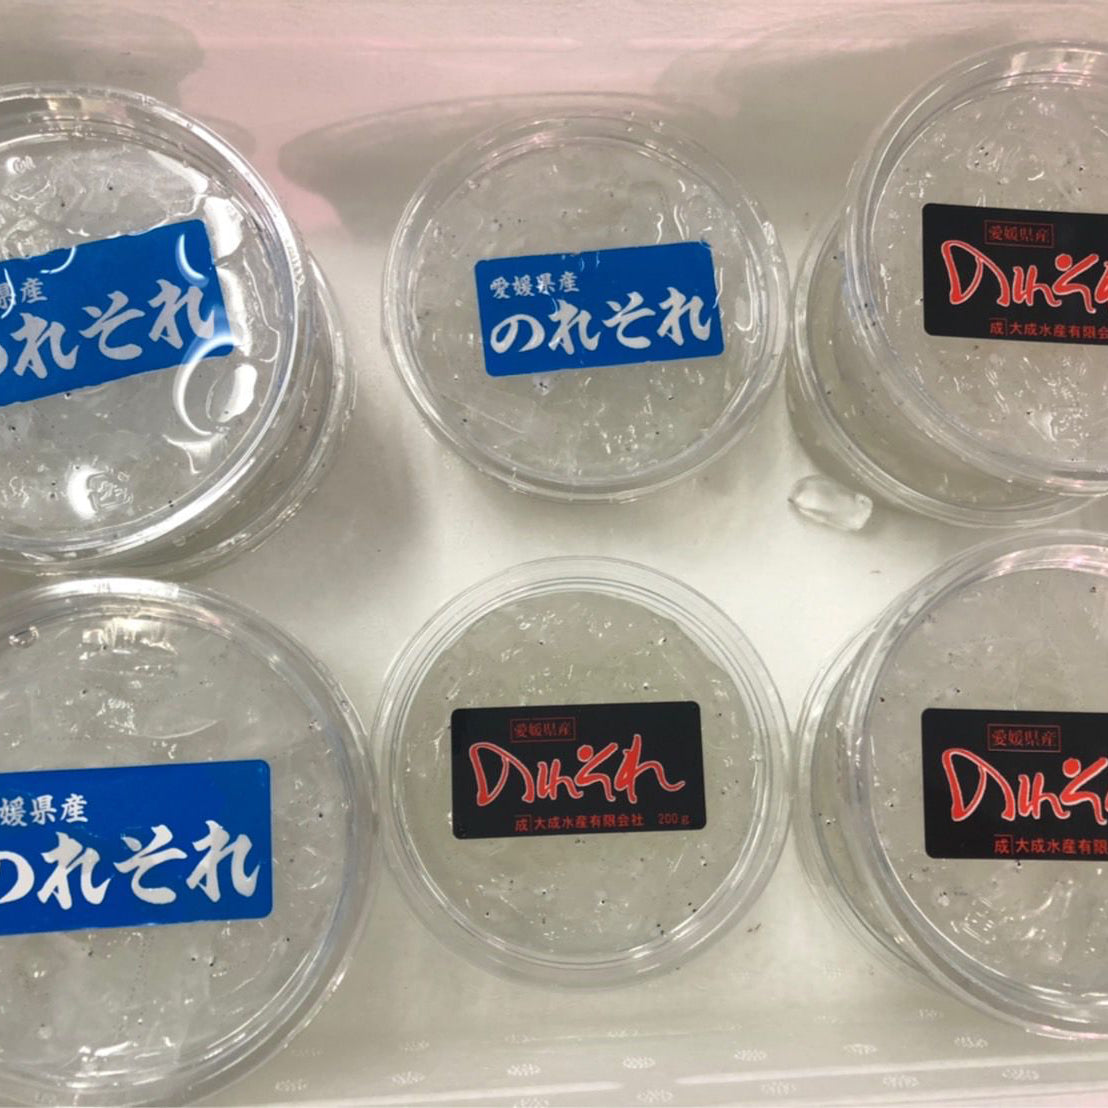 県産
れそれ
愛媛県産
のれそれ
愛媛県産
のれそ
成 大成水産有限会
媛県産
のれそれ
愛媛県産
のれそれ
成 大成水産有限会社 200g
愛媛県産
のれそ
成 大成水産有限